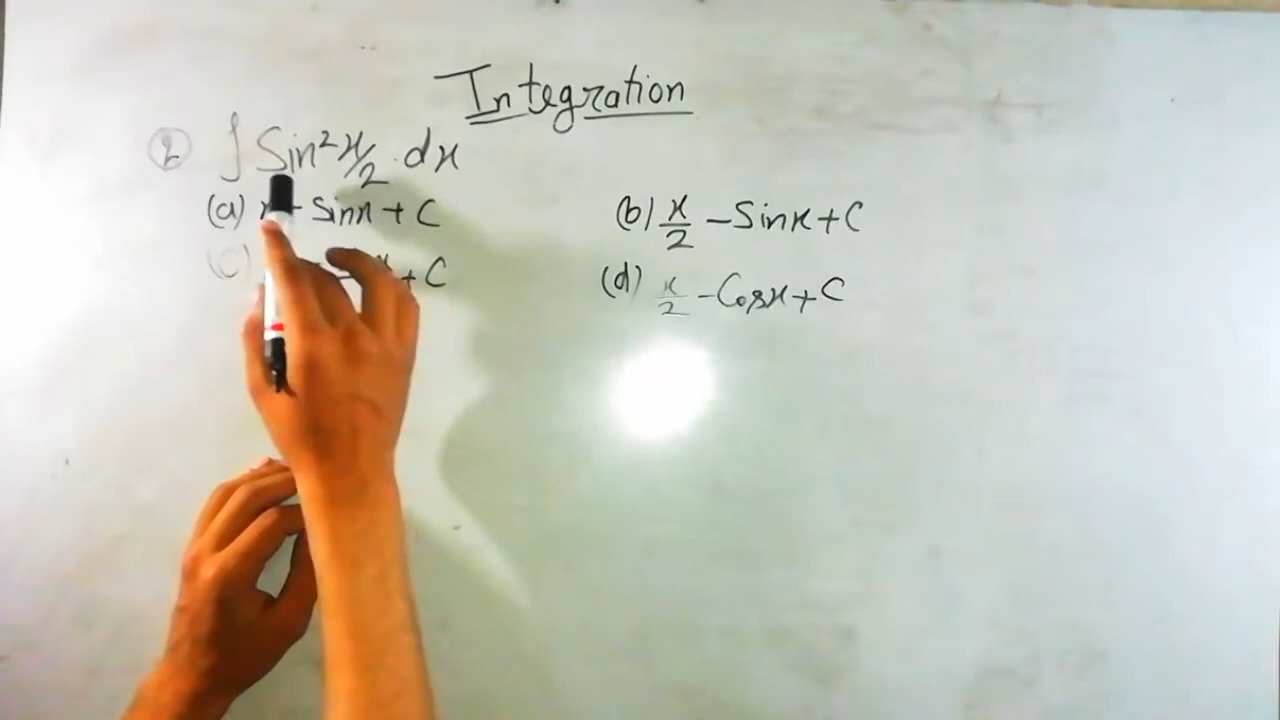 Integration
2 ∫ Sin² x/2 . dx
(a) x - Sinx + C
(b) x/2 - Sinx + C
(c) + C
(d) x/2 - Cosx + C